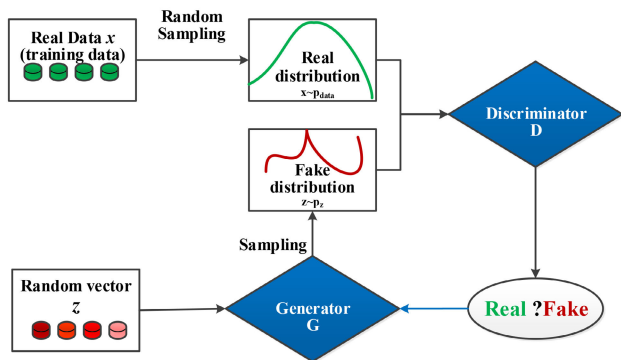 Real Data x
(training data)
Random
Sampling
Real
distribution
x~pdata
Discriminator
D
Fake
distribution
z~pz
Sampling
Random vector
z
Generator
G
Real ?Fake